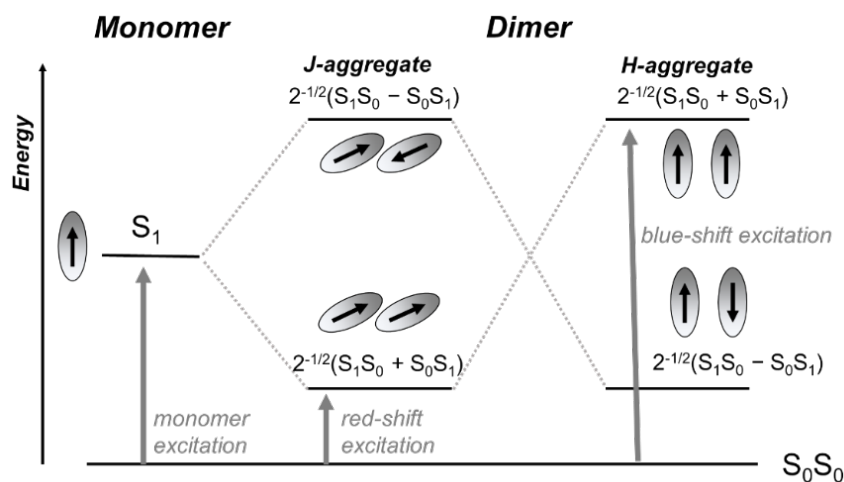 Monomer
Dimer
J-aggregate
H-aggregate
2⁻¹/²(S₁S₀ − S₀S₁)
2⁻¹/²(S₁S₀ + S₀S₁)
Energy
S₁
blue-shift excitation
2⁻¹/²(S₁S₀ + S₀S₁)
2⁻¹/²(S₁S₀ − S₀S₁)
monomer
excitation
red-shift
excitation
S₀S₀